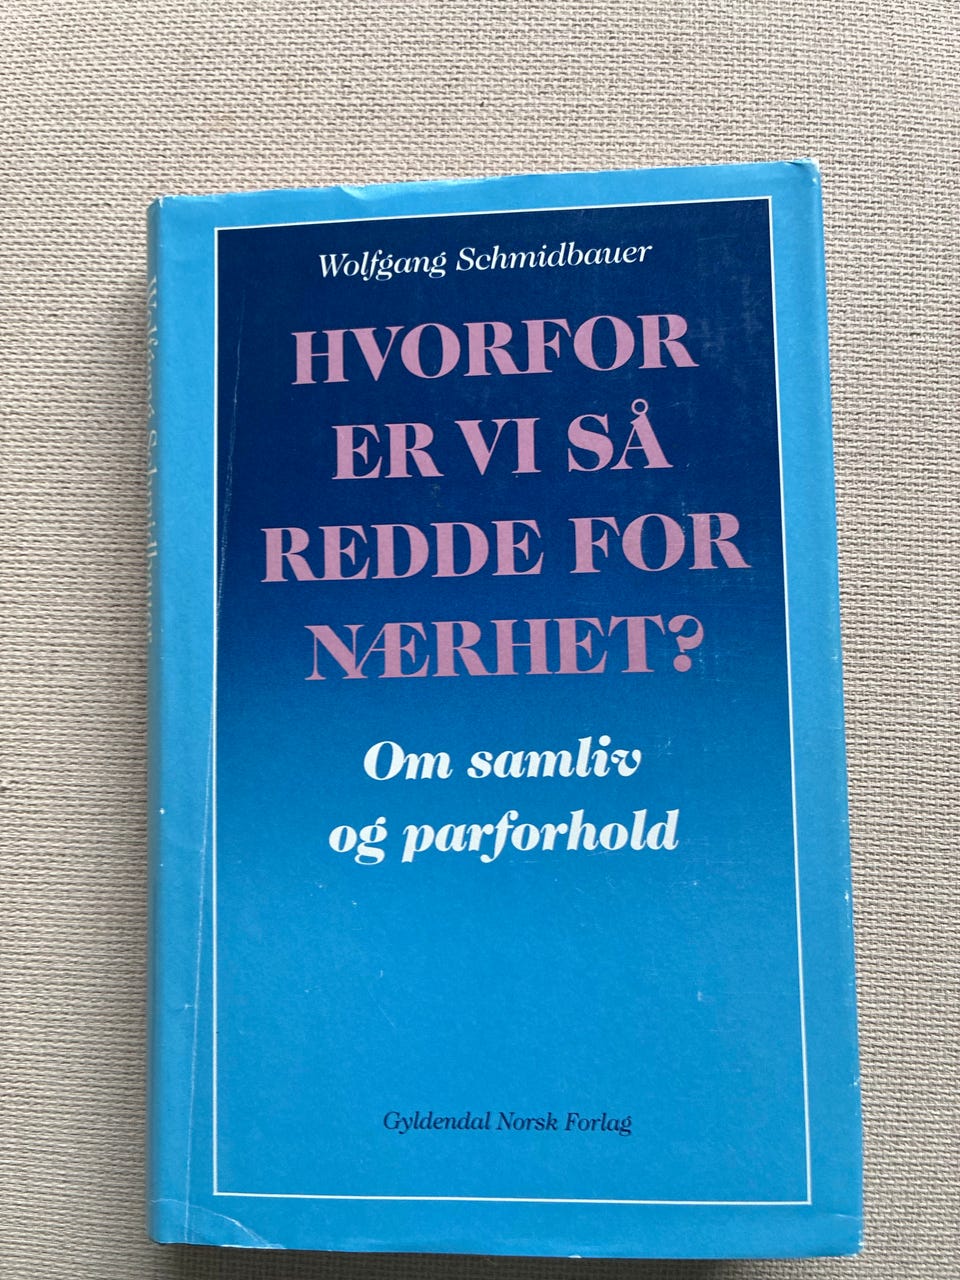 Wolfgang Schmidbauer
HVORFOR
ER VI SÅ
REDDE FOR
NÆRHET?
Om samliv
og parforhold
Gyldendal Norsk Forlag